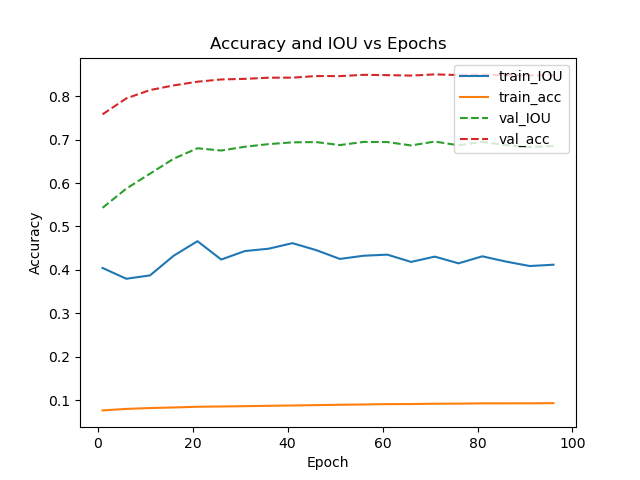 Accuracy and IOU vs Epochs
train_IOU
train_acc
val_IOU
val_acc
0.8
0.7
0.6
0.5
0.4
0.3
0.2
0.1
Accuracy
0 20 40 60 80 100
Epoch